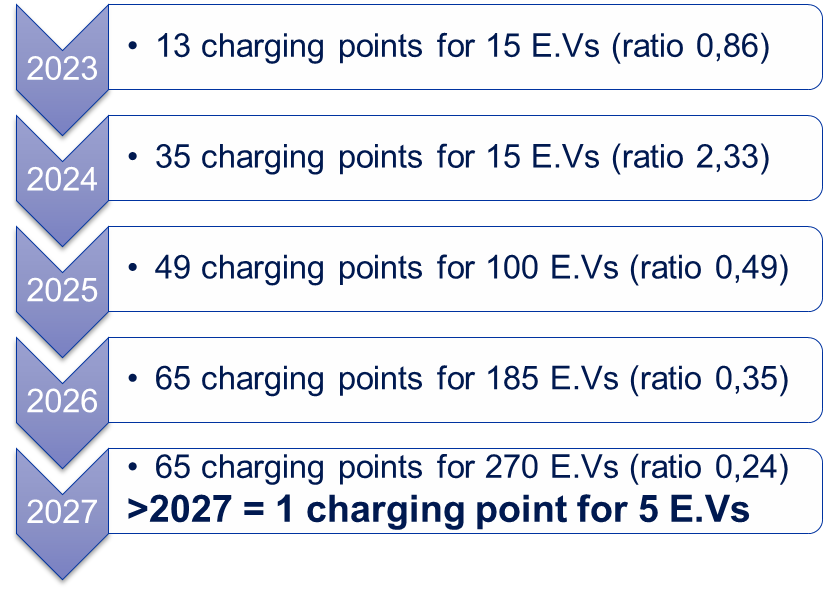 2023
• 13 charging points for 15 E.Vs (ratio 0,86)
2024
• 35 charging points for 15 E.Vs (ratio 2,33)
2025
• 49 charging points for 100 E.Vs (ratio 0,49)
2026
• 65 charging points for 185 E.Vs (ratio 0,35)
2027
• 65 charging points for 270 E.Vs (ratio 0,24)
>2027 = 1 charging point for 5 E.Vs